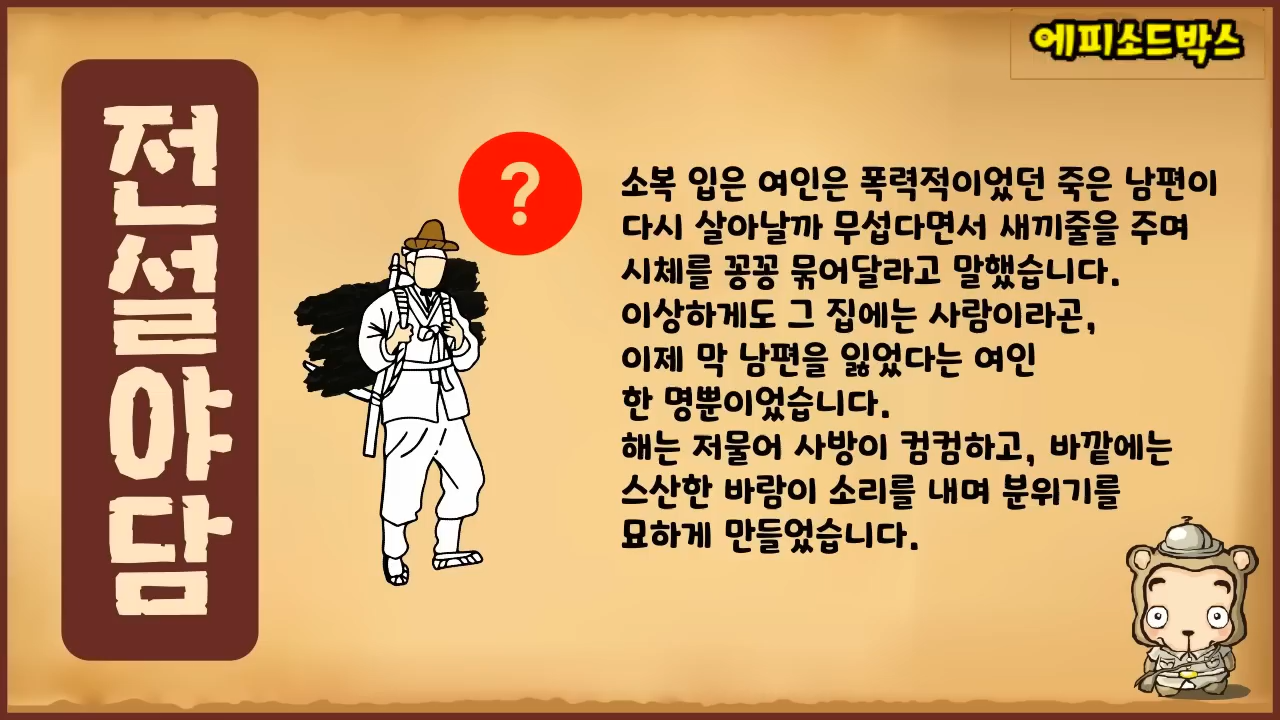 에피소드박스
전설야담
?
소복 입은 여인은 폭력적이었던 죽은 남편이
다시 살아날까 무섭다면서 새끼줄을 주며
시체를 꽁꽁 묶어달라고 말했습니다.
이상하게도 그 집에는 사람이라곤,
이제 막 남편을 잃었다는 여인
한 명뿐이었습니다.
해는 저물어 사방이 컴컴하고, 바깥에는
스산한 바람이 소리를 내며 분위기를
묘하게 만들었습니다.